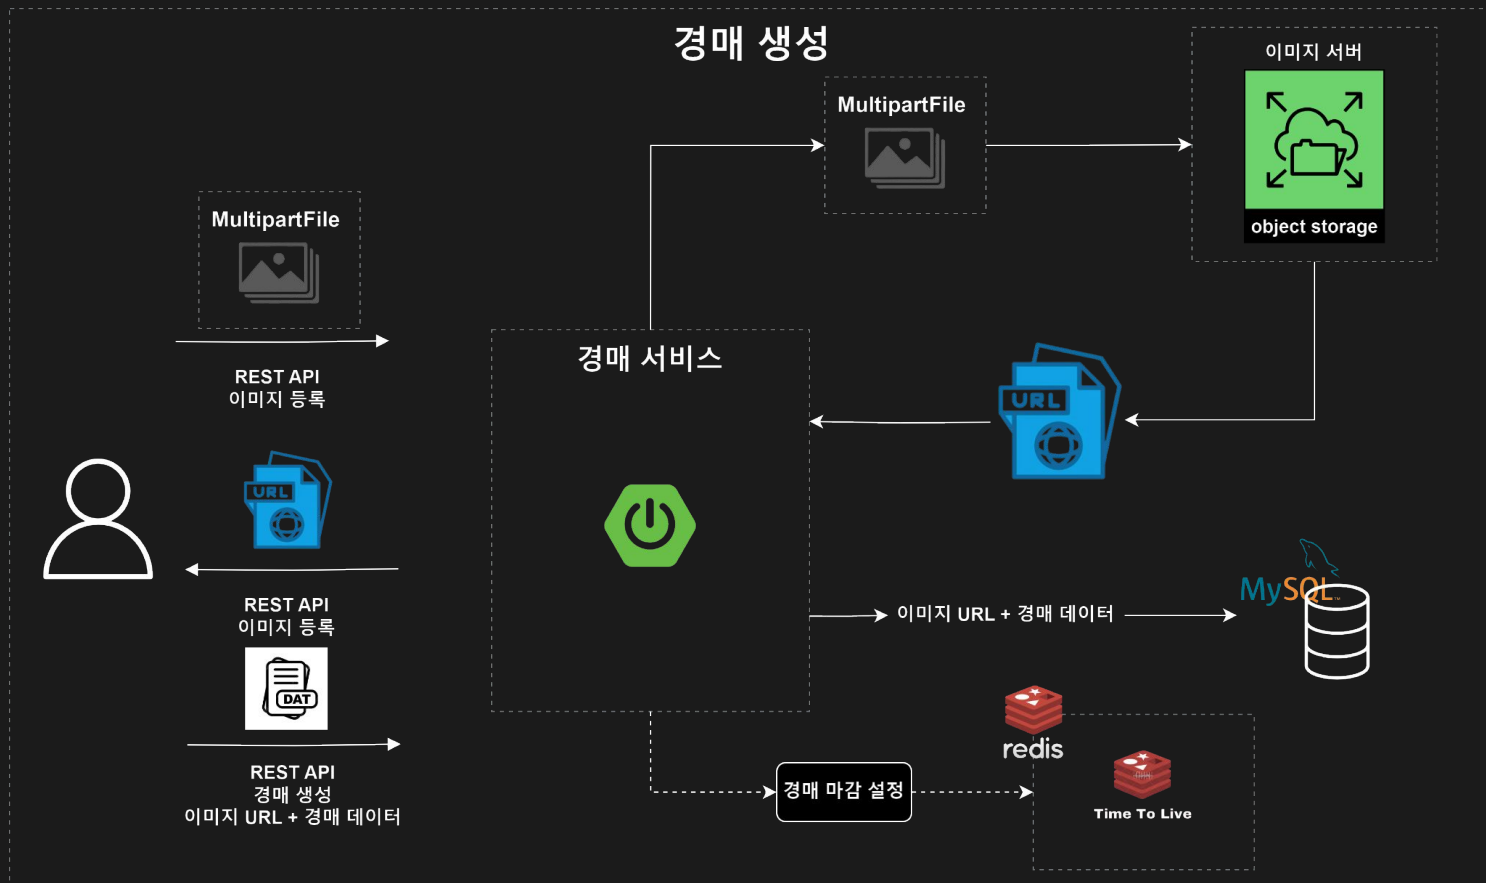 경매 생성
이미지 서버
MultipartFile
object storage
MultipartFile
REST API
이미지 등록
경매 서비스
URL
URL
REST API
이미지 등록
이미지 URL + 경매 데이터
MySQL
DAT
REST API
경매 생성
이미지 URL + 경매 데이터
redis
경매 마감 설정
Time To Live